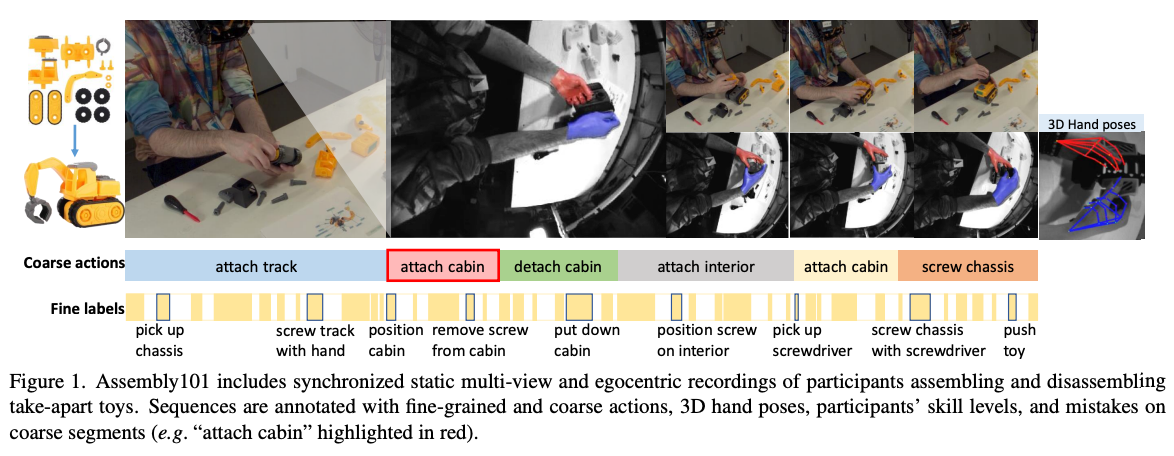 3D Hand poses
Coarse actions
attach track
attach cabin
detach cabin
attach interior
attach cabin
screw chassis
Fine labels
pick up
chassis
screw track
with hand
position
cabin
remove screw
from cabin
put down
cabin
position screw
on interior
pick up
screwdriver
screw chassis
with screwdriver
push
toy
Figure 1. Assembly101 includes synchronized static multi-view and egocentric recordings of participants assembling and disassembling
take-apart toys. Sequences are annotated with fine-grained and coarse actions, 3D hand poses, participants’ skill levels, and mistakes on
coarse segments (e.g. “attach cabin” highlighted in red).